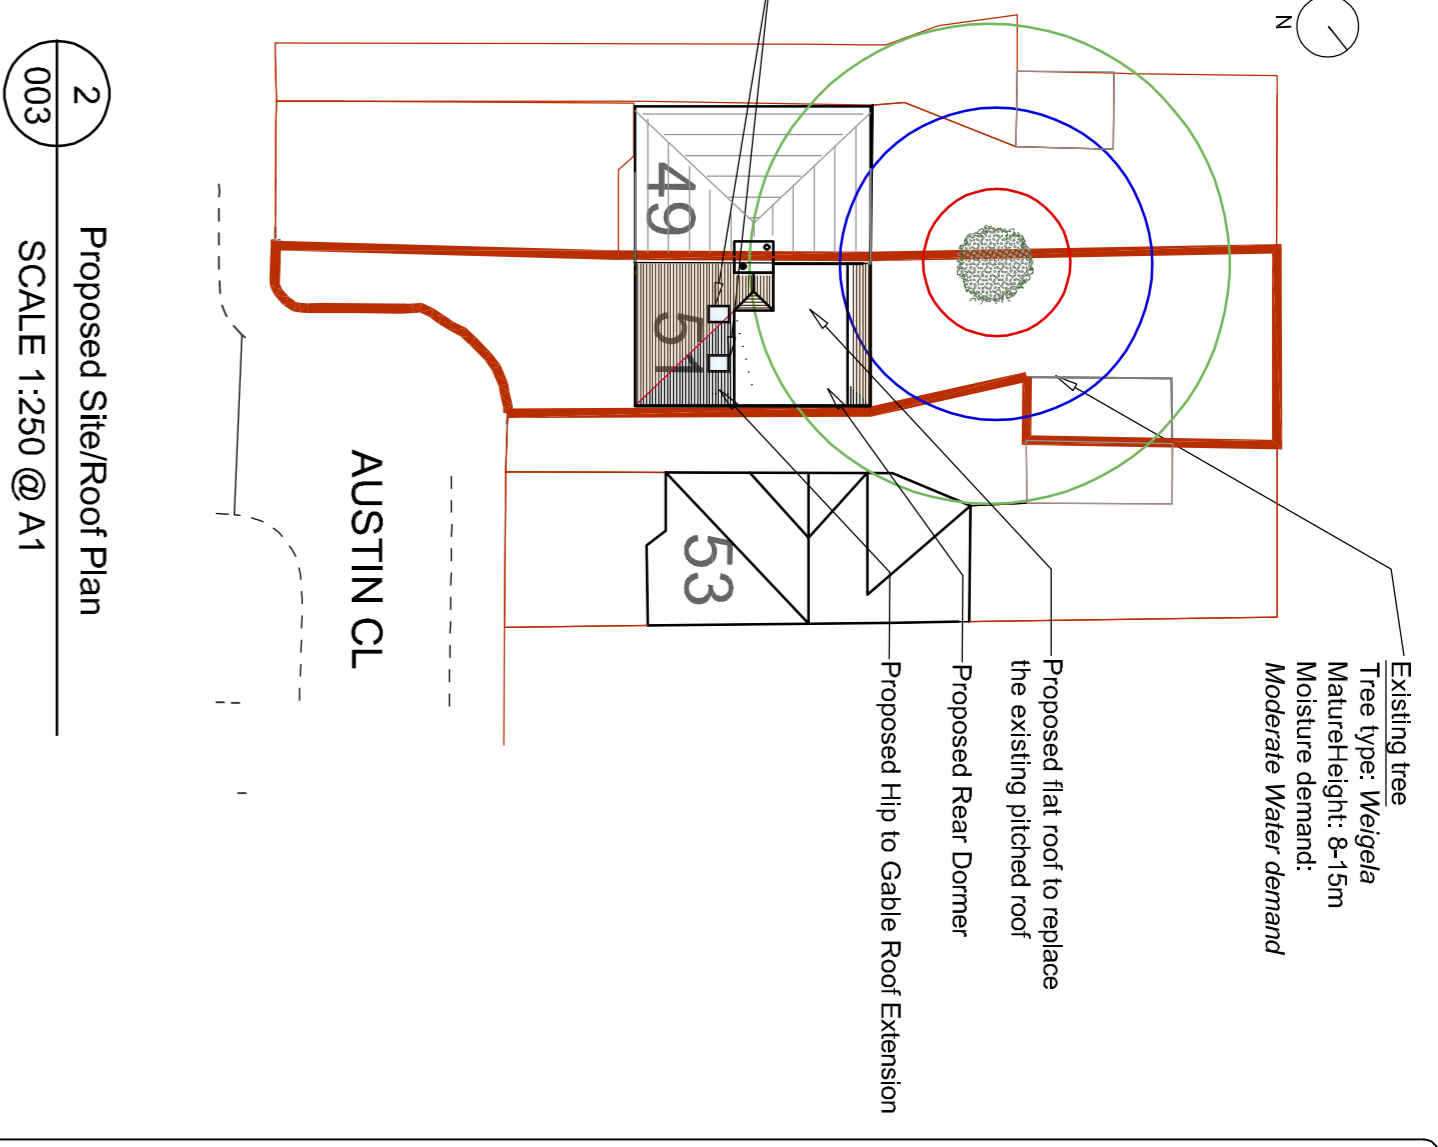 N
Existing tree
Tree type: Weigela
MatureHeight: 8-15m
Moisture demand:
Moderate Water demand
Proposed flat roof to replace
the existing pitched roof
Proposed Rear Dormer
Proposed Hip to Gable Roof Extension
49
51
53
AUSTIN CL
2
003
Proposed Site/Roof Plan
SCALE 1:250 @ A1